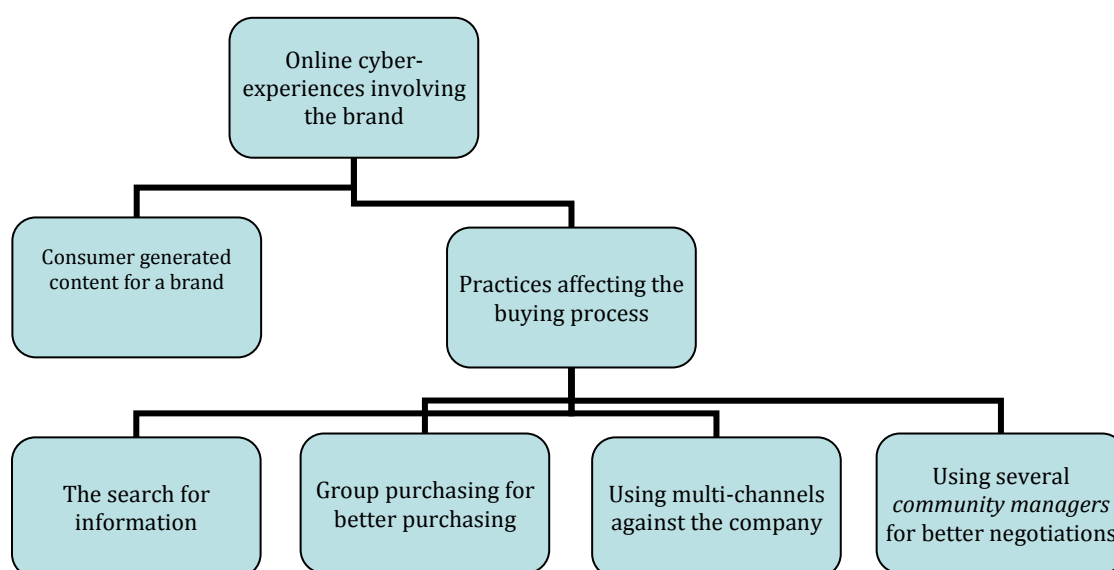 Online cyber-
experiences involving
the brand
Consumer generated
content for a brand
Practices affecting the
buying process
The search for
information
Group purchasing for
better purchasing
Using multi-channels
against the company
Using several
community managers
for better negotiations